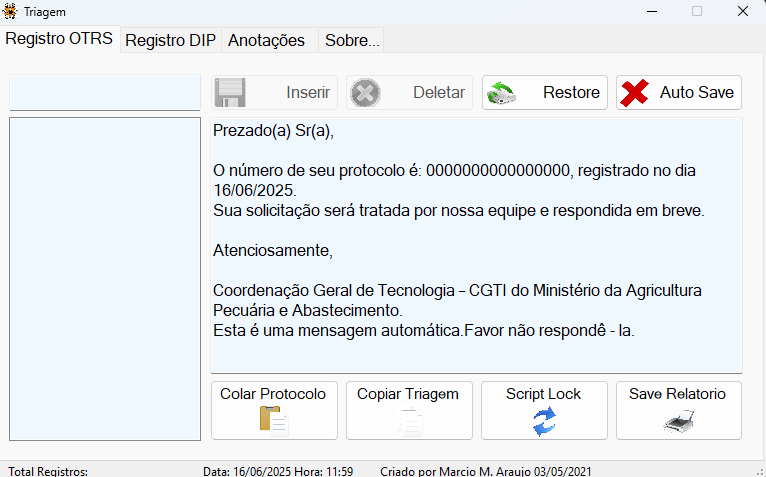 Triagem
Registro OTRS
Registro DIP
Anotações
Sobre...
Inserir
Deletar
Restore
Auto Save
Prezado(a) Sr(a),
O número de seu protocolo é: 0000000000000000, registrado no dia
16/06/2025.
Sua solicitação será tratada por nossa equipe e respondida em breve.
Atenciosamente,
Coordenação Geral de Tecnologia – CGTI do Ministério da Agricultura
Pecuária e Abastecimento.
Esta é uma mensagem automática.Favor não respondê - la.
Colar Protocolo
Copiar Triagem
Script Lock
Save Relatorio
Total Registros:
Data: 16/06/2025 Hora: 11:59
Criado por Marcio M. Araujo 03/05/2021